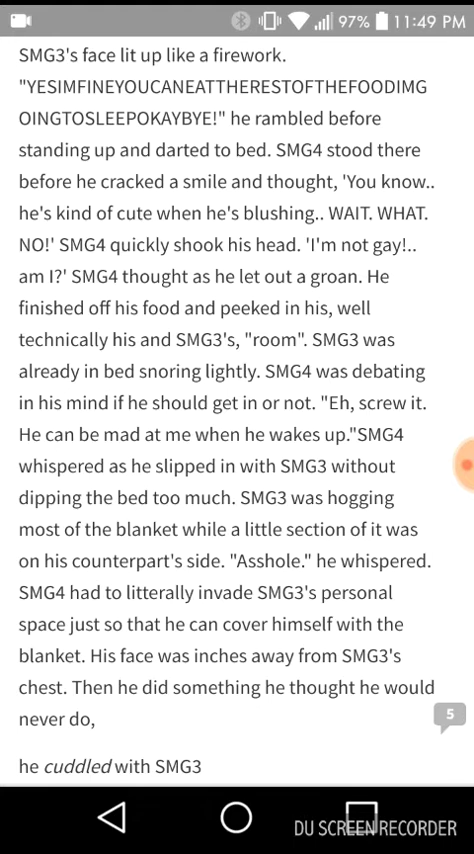 97% 11:49 PM
SMG3's face lit up like a firework.
"YESIMFINEYOUCANEATTHERESTOFTHEFOODIMG
OINGTOSLEEPOKAYBYE!" he rambled before
standing up and darted to bed. SMG4 stood there
before he cracked a smile and thought, 'You know..
he's kind of cute when he's blushing.. WAIT. WHAT.
NO!' SMG4 quickly shook his head. 'I'm not gay!..
am I?' SMG4 thought as he let out a groan. He
finished off his food and peeked in his, well
technically his and SMG3's, "room". SMG3 was
already in bed snoring lightly. SMG4 was debating
in his mind if he should get in or not. "Eh, screw it.
He can be mad at me when he wakes up."SMG4
whispered as he slipped in with SMG3 without
dipping the bed too much. SMG3 was hogging
most of the blanket while a little section of it was
on his counterpart's side. "Asshole." he whispered.
SMG4 had to litterally invade SMG3's personal
space just so that he can cover himself with the
blanket. His face was inches away from SMG3's
chest. Then he did something he thought he would
never do,
5
he cuddled with SMG3
DU SCREEN RECORDER